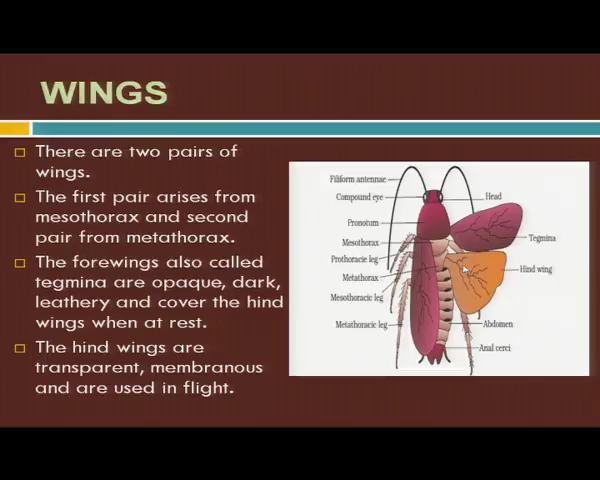 WINGS
There are two pairs of
wings.
The first pair arises from
mesothorax and second
pair from metathorax.
The forewings also called
tegmina are opaque, dark,
leathery and cover the hind
wings when at rest.
The hind wings are
transparent, membranous
and are used in flight.
Filiform antennae
Compound eye
Head
Pronotum
Tegmina
Mesothorax
Prothoracic leg
Hind wing
Metathorax
Mesothoracic leg
Metathoracic leg
Abdomen
Anal cerci